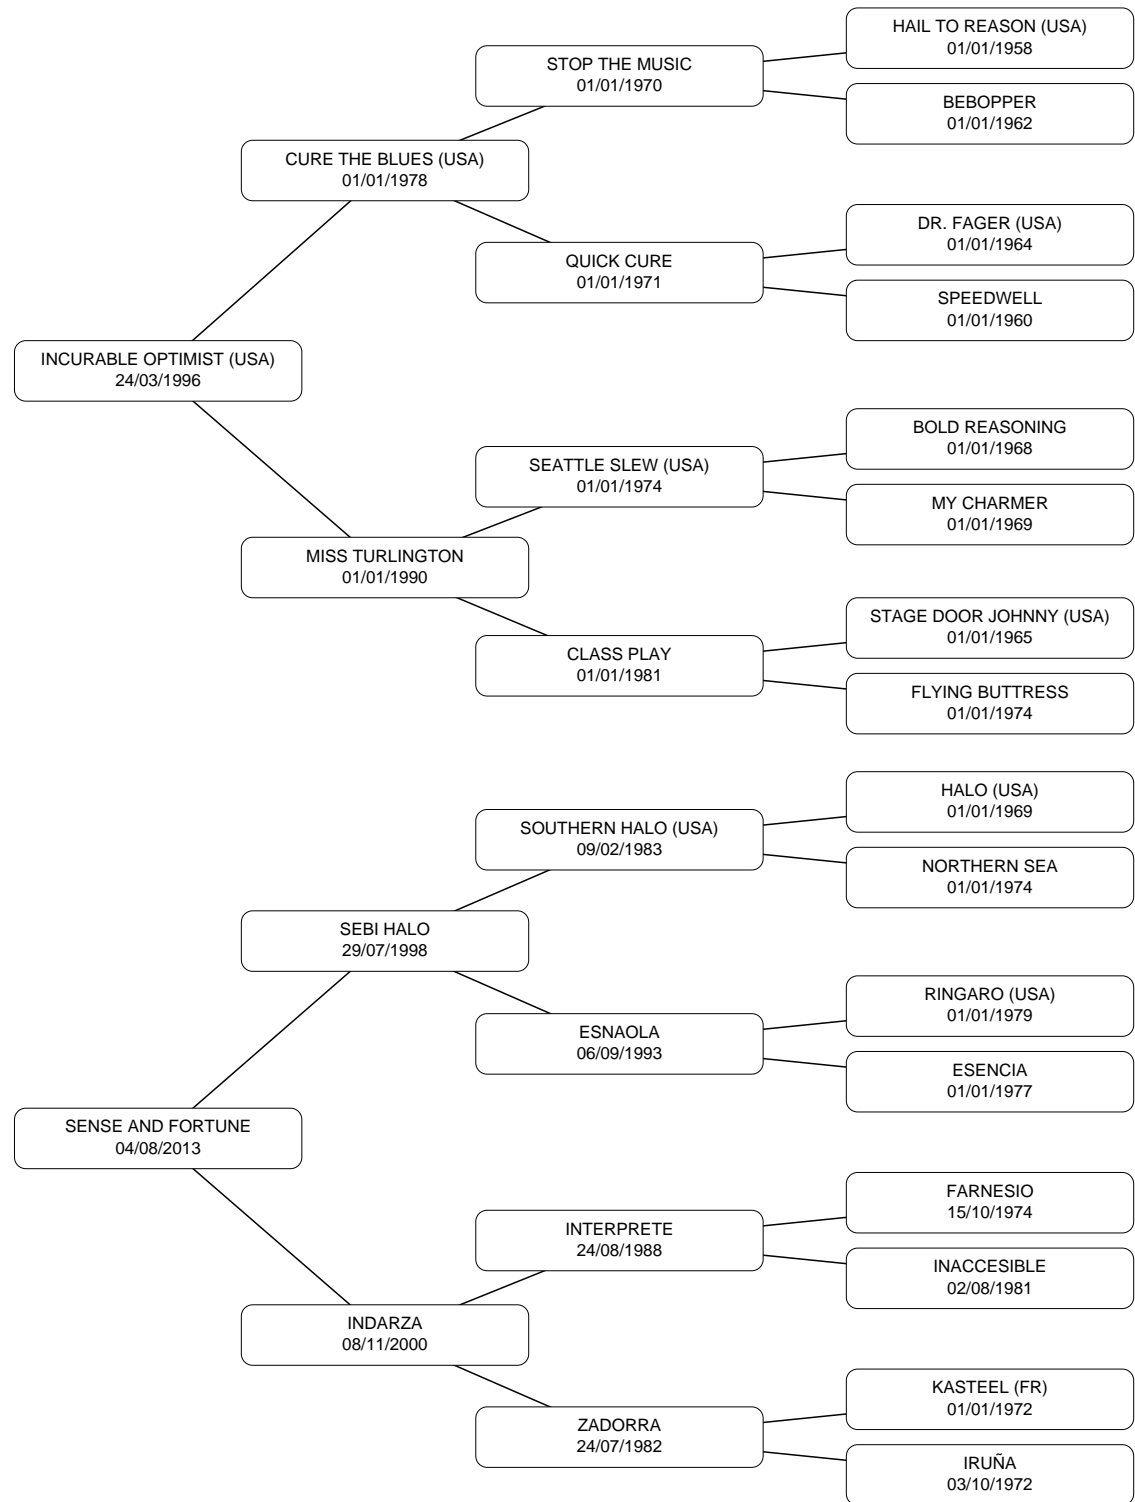 HAIL TO REASON (USA)
01/01/1958
STOP THE MUSIC
01/01/1970
BEBOPPER
01/01/1962
CURE THE BLUES (USA)
01/01/1978
DR. FAGER (USA)
01/01/1964
QUICK CURE
01/01/1971
SPEEDWELL
01/01/1960
INCURABLE OPTIMIST (USA)
24/03/1996
BOLD REASONING
01/01/1968
SEATTLE SLEW (USA)
01/01/1974
MY CHARMER
01/01/1969
MISS TURLINGTON
01/01/1990
STAGE DOOR JOHNNY (USA)
01/01/1965
CLASS PLAY
01/01/1981
FLYING BUTTRESS
01/01/1974
HALO (USA)
01/01/1969
SOUTHERN HALO (USA)
09/02/1983
NORTHERN SEA
01/01/1974
SEBI HALO
29/07/1998
RINGARO (USA)
01/01/1979
ESNAOLA
06/09/1993
ESENCIA
01/01/1977
SENSE AND FORTUNE
04/08/2013
FARNESIO
15/10/1974
INTERPRETE
24/08/1988
INACCESIBLE
02/08/1981
INDARZA
08/11/2000
KASTEEL (FR)
01/01/1972
ZADORRA
24/07/1982
IRUÑA
03/10/1972